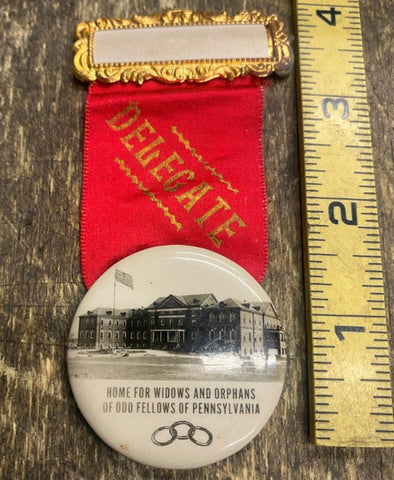 DELEGATE
HOME FOR WIDOWS AND ORPHANS
OF ODD FELLOWS OF PENNSYLVANIA
4
3
2
1